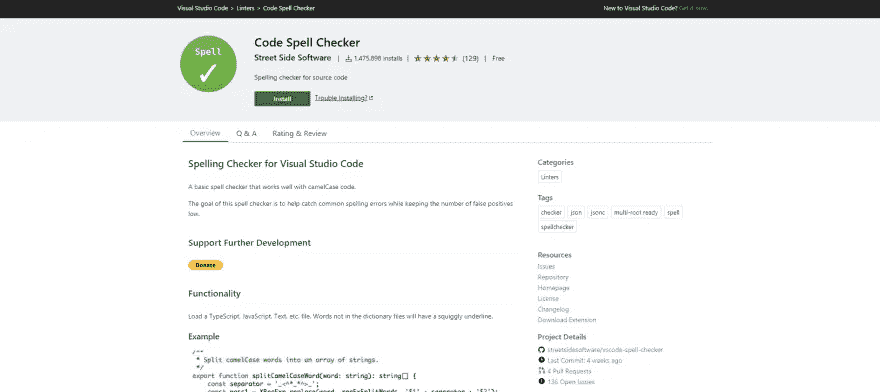 Visual Studio Code > Linters > Code Spell Checker
New to Visual Studio Code? Get it now.
Spell
Code Spell Checker
Street Side Software | 1,475,898 installs | (129) | Free
Spelling checker for source code
Install Trouble Installing?
Overview Q & A Rating & Review
Spelling Checker for Visual Studio Code
A basic spell checker that works well with camelCase code.
The goal of this spell checker is to help catch common spelling errors while keeping the number of false positives
low.
Support Further Development
Donate
Functionality
Load a TypeScript, JavaScript, Text, etc. file. Words not in the dictionary files will have a squiggly underline.
Example
/**
* Split camelCase words into an array of strings.
*/
export function splitCamelCaseWord(word: string): string[] {
const separator =
Categories
Linters
Tags
checker json jsonc multi-root ready spell
spellchecker
Resources
Issues
Repository
Homepage
License
Changelog
Download Extension
Project Details
streetsidesoftware/vscode-spell-checker
Last Commit: 4 weeks ago
4 Pull Requests
136 Open Issues